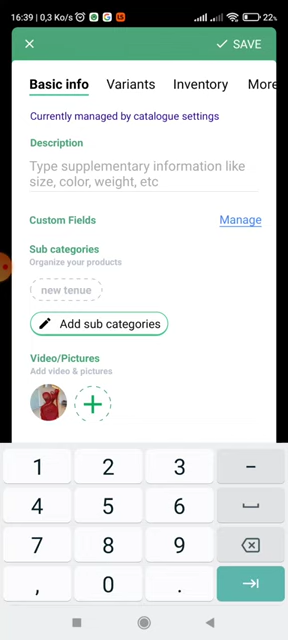 16:39 | 0,3 Ko/s
22%
SAVE
Basic info Variants Inventory More
Currently managed by catalogue settings
Description
Type supplementary information like
size, color, weight, etc
Custom Fields Manage
Sub categories
Organize your products
new tenue
Add sub categories
Video/Pictures
Add video & pictures
1 2 3 –
4 5 6
7 8 9
, 0 .